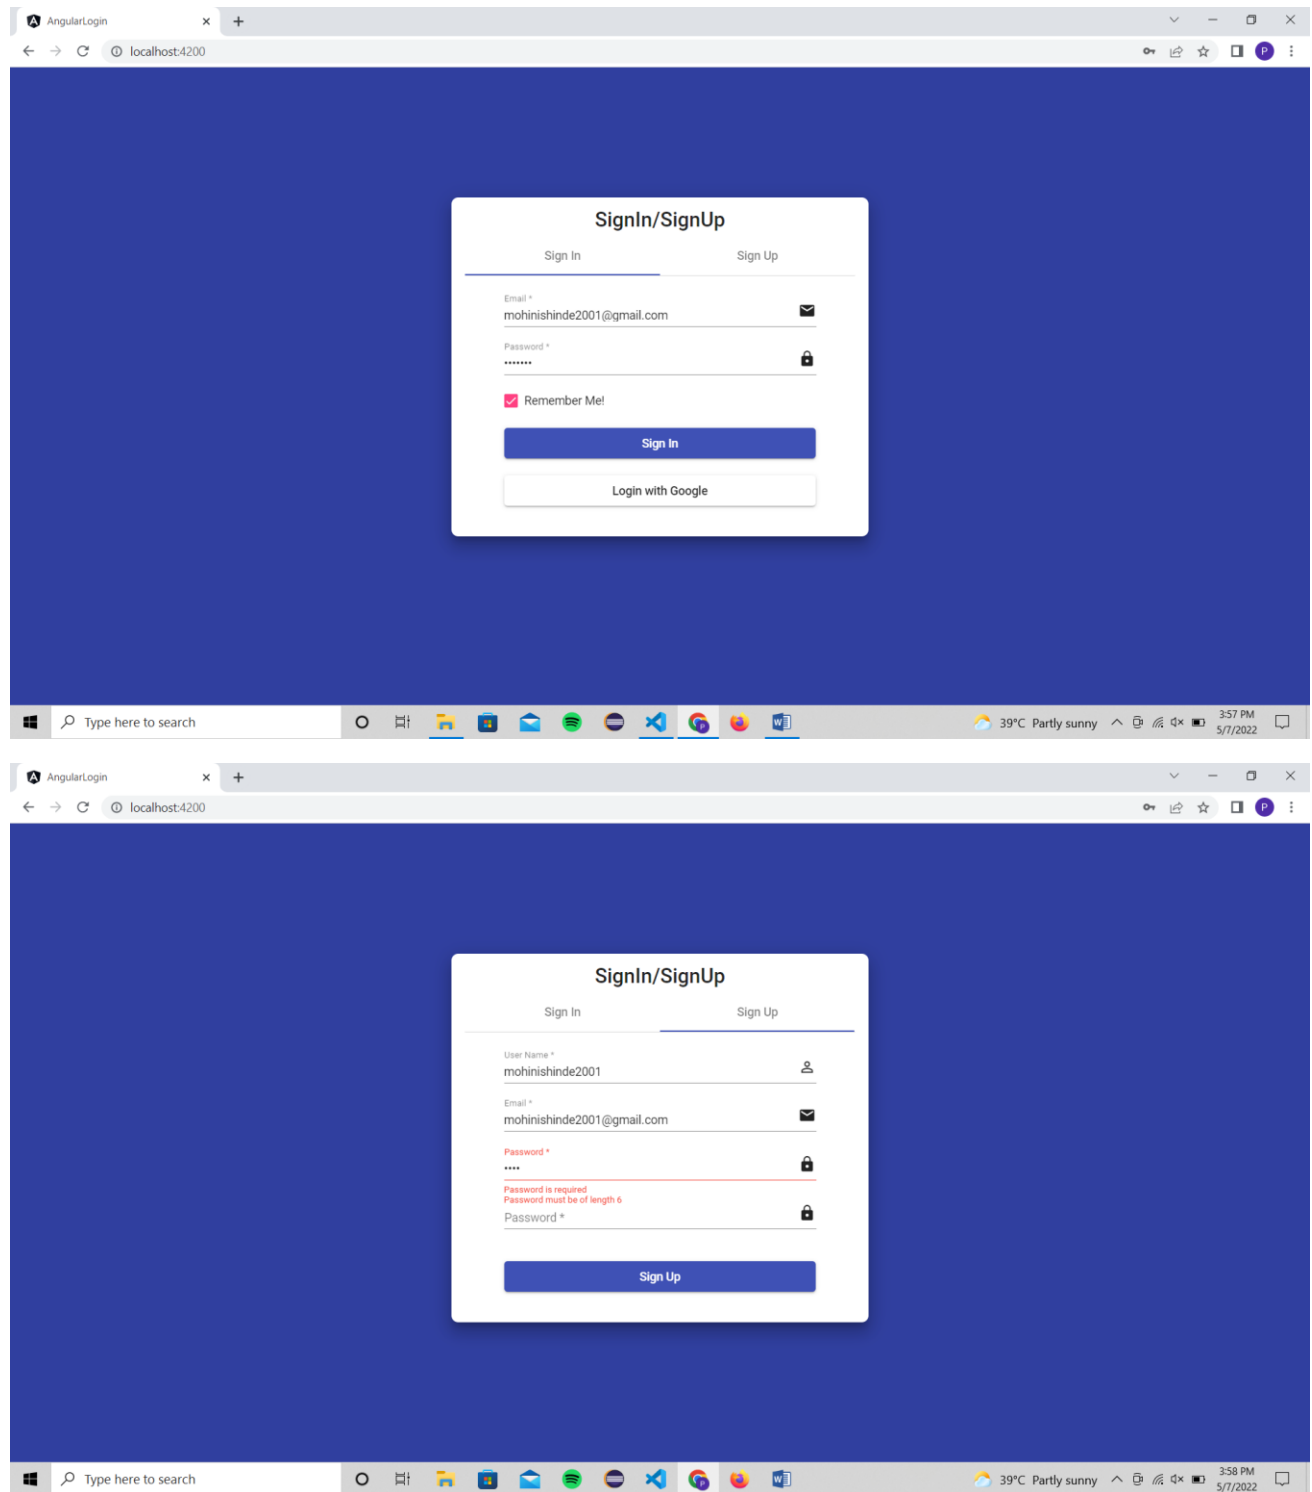 AngularLogin
localhost:4200
P
SignIn/SignUp
Sign In Sign Up
Email *
mohinishinde2001@gmail.com
Password *
•••••••
Remember Me!
Sign In
Login with Google
Type here to search
39°C Partly sunny
3:57 PM
5/7/2022
AngularLogin
localhost:4200
P
SignIn/SignUp
Sign In Sign Up
User Name *
mohinishinde2001
Email *
mohinishinde2001@gmail.com
Password *
••••
Password is required
Password must be of length 6
Password *
Sign Up
Type here to search
39°C Partly sunny
3:58 PM
5/7/2022